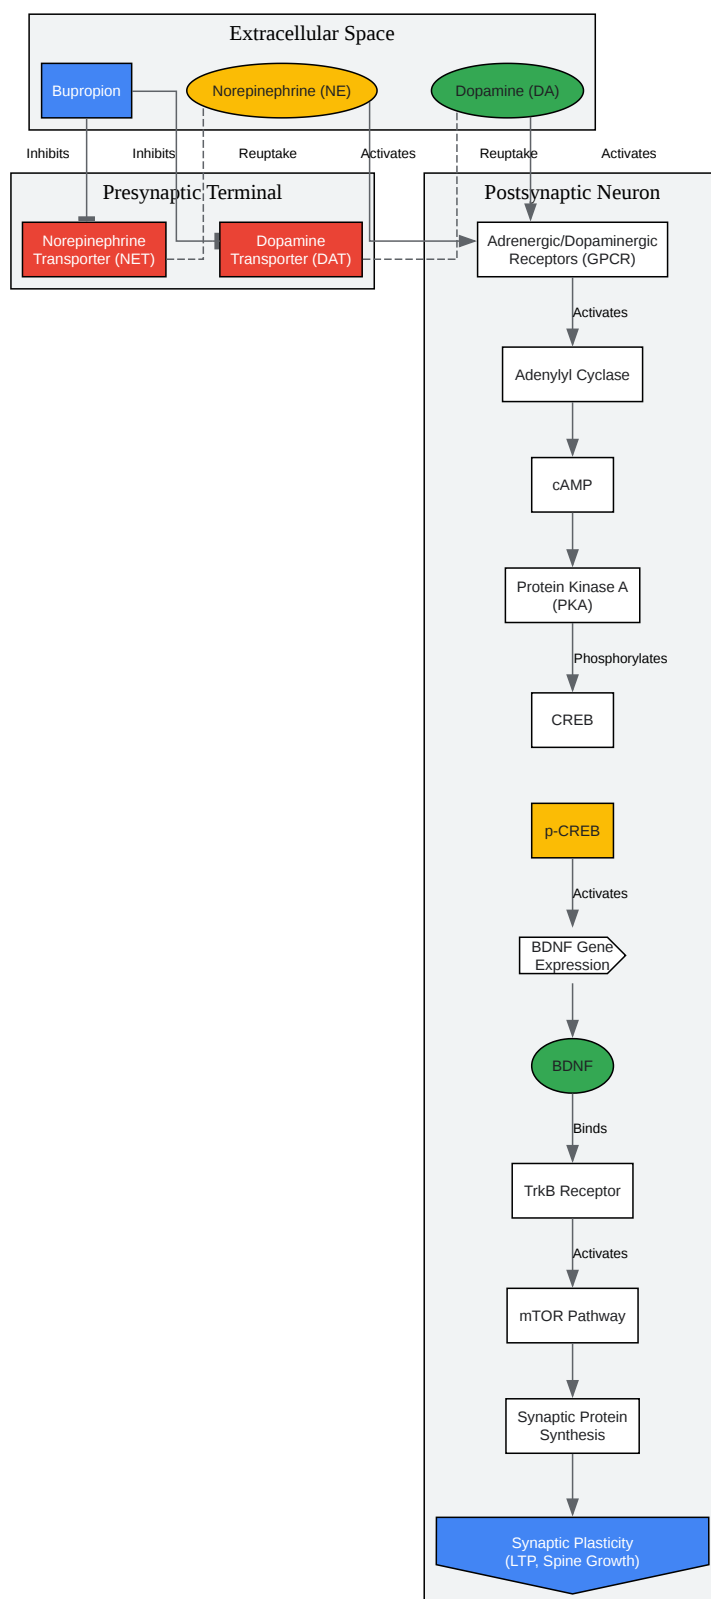 Extracellular Space
Bupropion
Norepinephrine (NE)
Dopamine (DA)
Inhibits
Inhibits
Reuptake
Activates
Reuptake
Activates
Presynaptic Terminal
Postsynaptic Neuron
Norepinephrine
Transporter (NET)
Dopamine
Transporter (DAT)
Adrenergic/Dopaminergic
Receptors (GPCR)
Activates
Adenylyl Cyclase
cAMP
Protein Kinase A
(PKA)
Phosphorylates
CREB
p-CREB
Activates
BDNF Gene
Expression
BDNF
Binds
TrkB Receptor
Activates
mTOR Pathway
Synaptic Protein
Synthesis
Synaptic Plasticity
(LTP, Spine Growth)